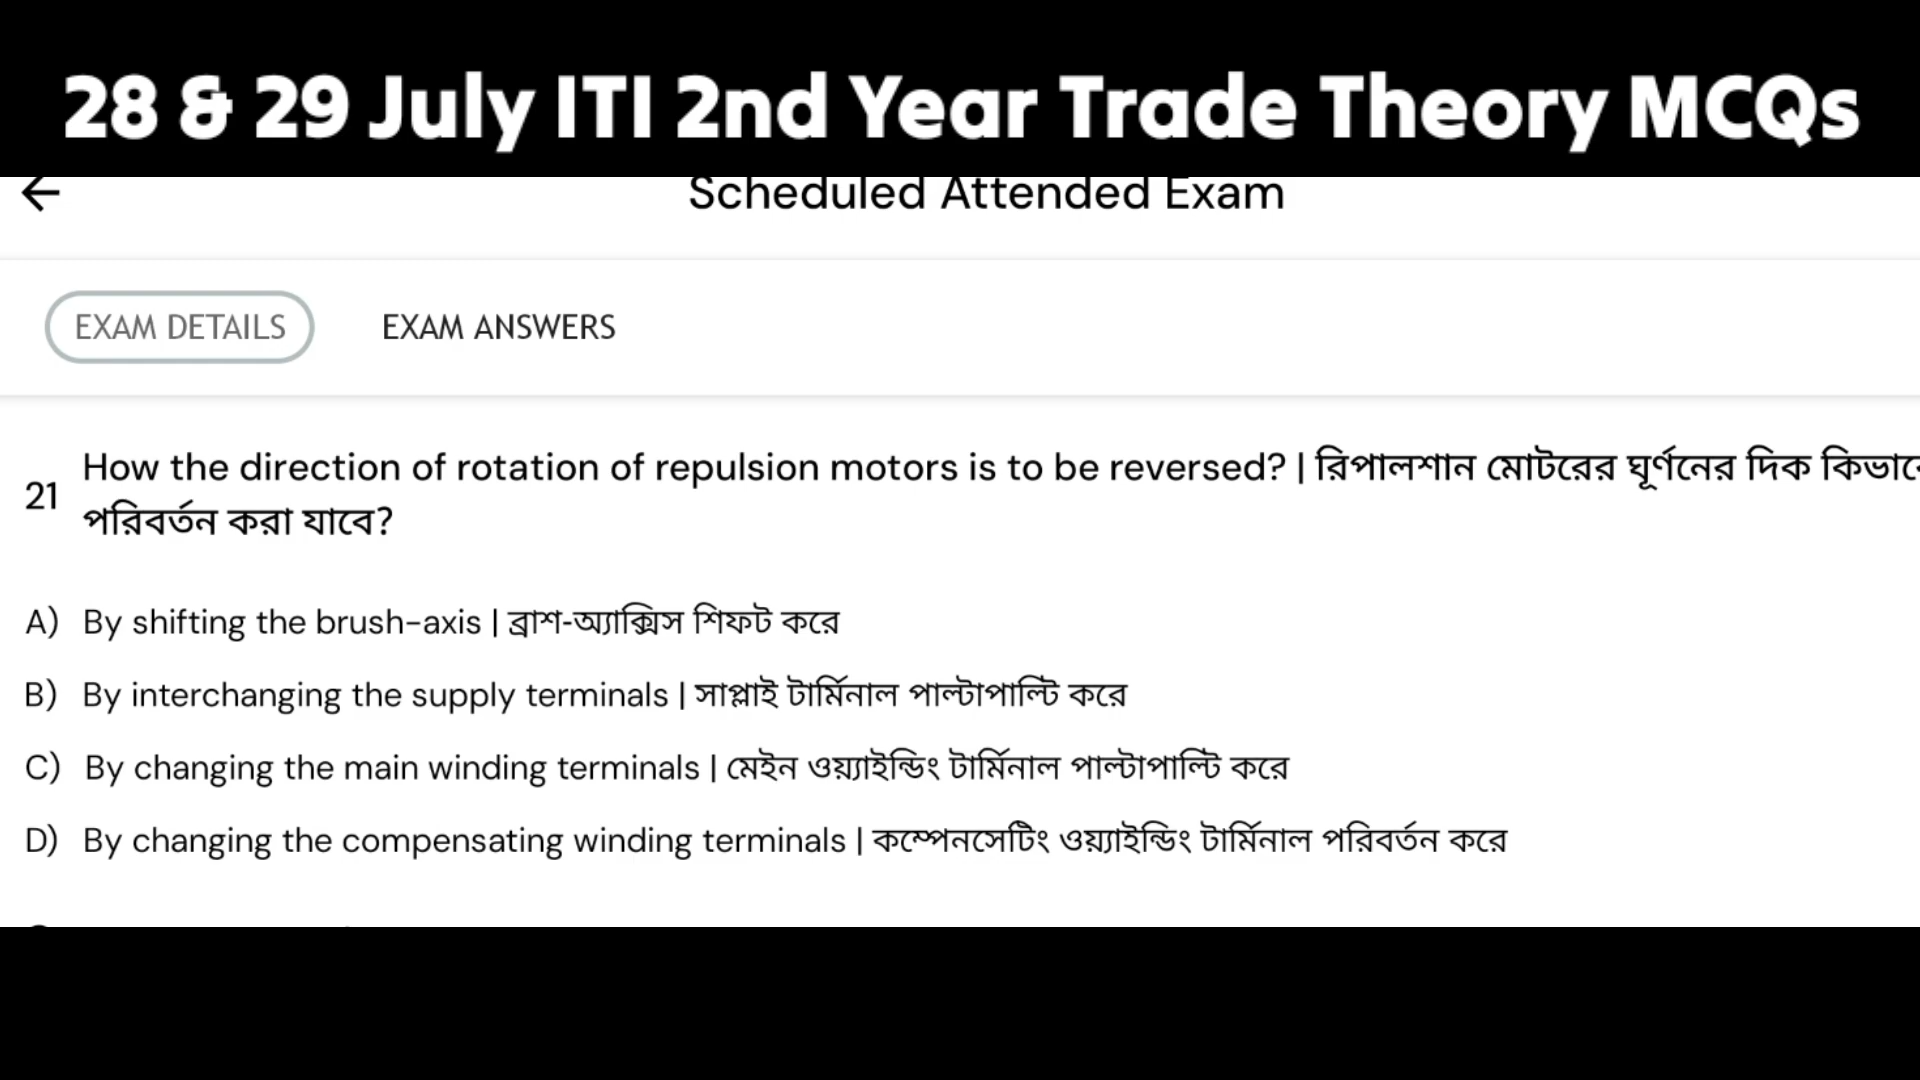 28 & 29 July ITI 2nd Year Trade Theory MCQs
Scheduled Attended Exam
EXAM DETAILS EXAM ANSWERS
21 How the direction of rotation of repulsion motors is to be reversed? | রিপালশান মোটরের ঘূর্ণনের দিক
পরিবর্তন করা যাবে?
A) By shifting the brush-axis | ব্রাশ-অ্যাক্সিস শিফট করে
B) By interchanging the supply terminals | সাপ্লাই টার্মিনাল পাল্টাপাল্টি করে
C) By changing the main winding terminals | মেইন ওয়্যাইন্ডিং টার্মিনাল পাল্টাপাল্টি করে
D) By changing the compensating winding terminals | কম্পেনসেটিং ওয়্যাইন্ডিং টার্মিনাল পরিবর্তন করে